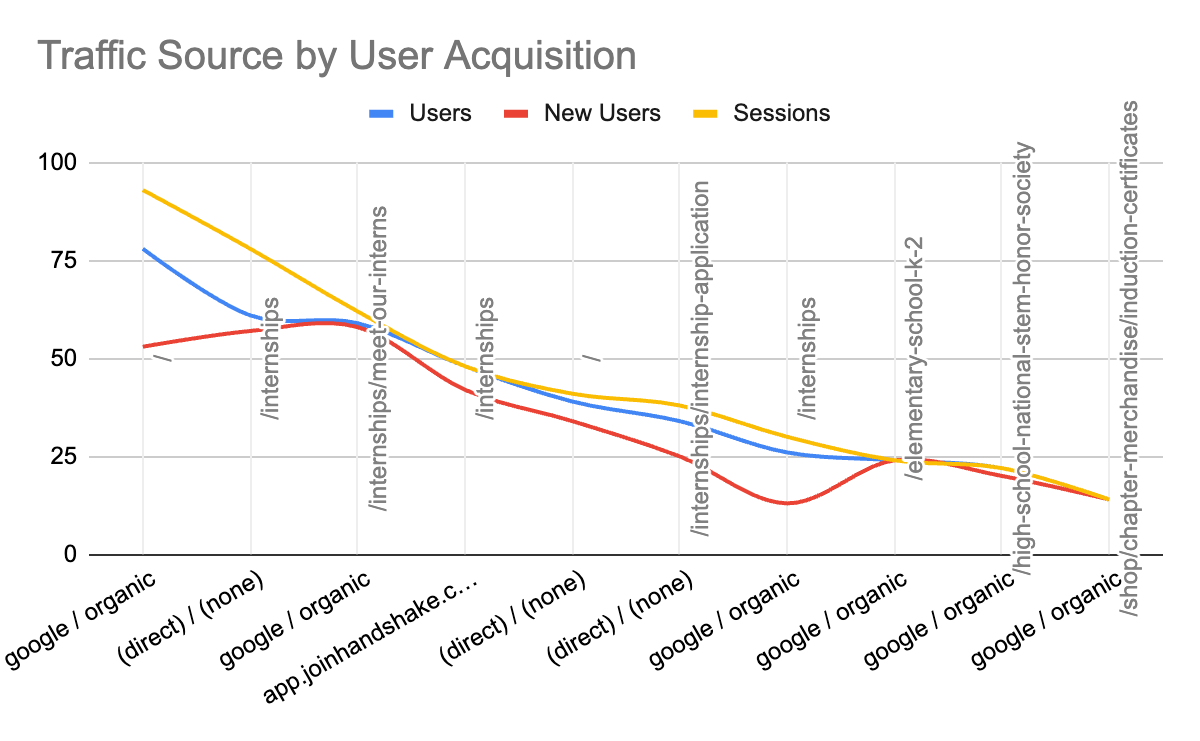 Traffic Source by User Acquisition
Users New Users Sessions
100
75
50
25
0
/
/internships
/internships/meet-our-interns
/internships
/
/internships/internship-application
/internships
/elementary-school-k-2
/high-school-national-stem-honor-society
/shop/chapter-merchandise/induction-certificates
google / organic
(direct) / (none)
google / organic
app.joinhandshake.c…
(direct) / (none)
(direct) / (none)
google / organic
google / organic
google / organic
google / organic